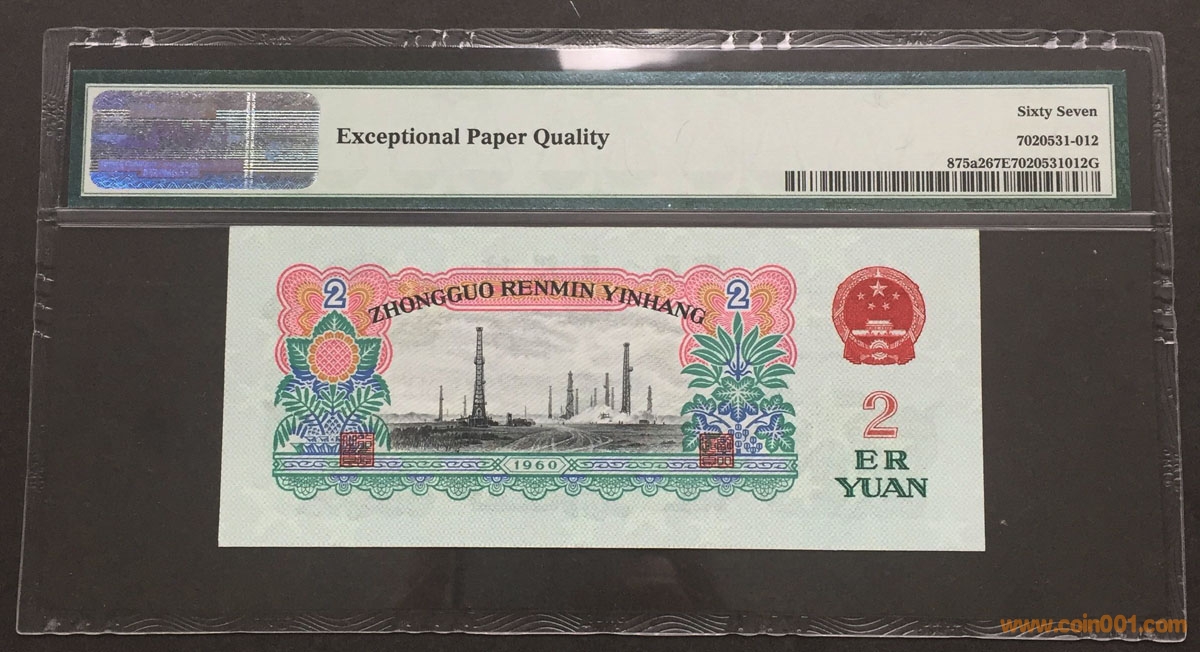 Exceptional Paper Quality
Sixty Seven
7020531-012
875a267E7020531012G
2
ZHONGGUO RENMIN YINHANG
2
1960
2
ER
YUAN
www.coin001.com